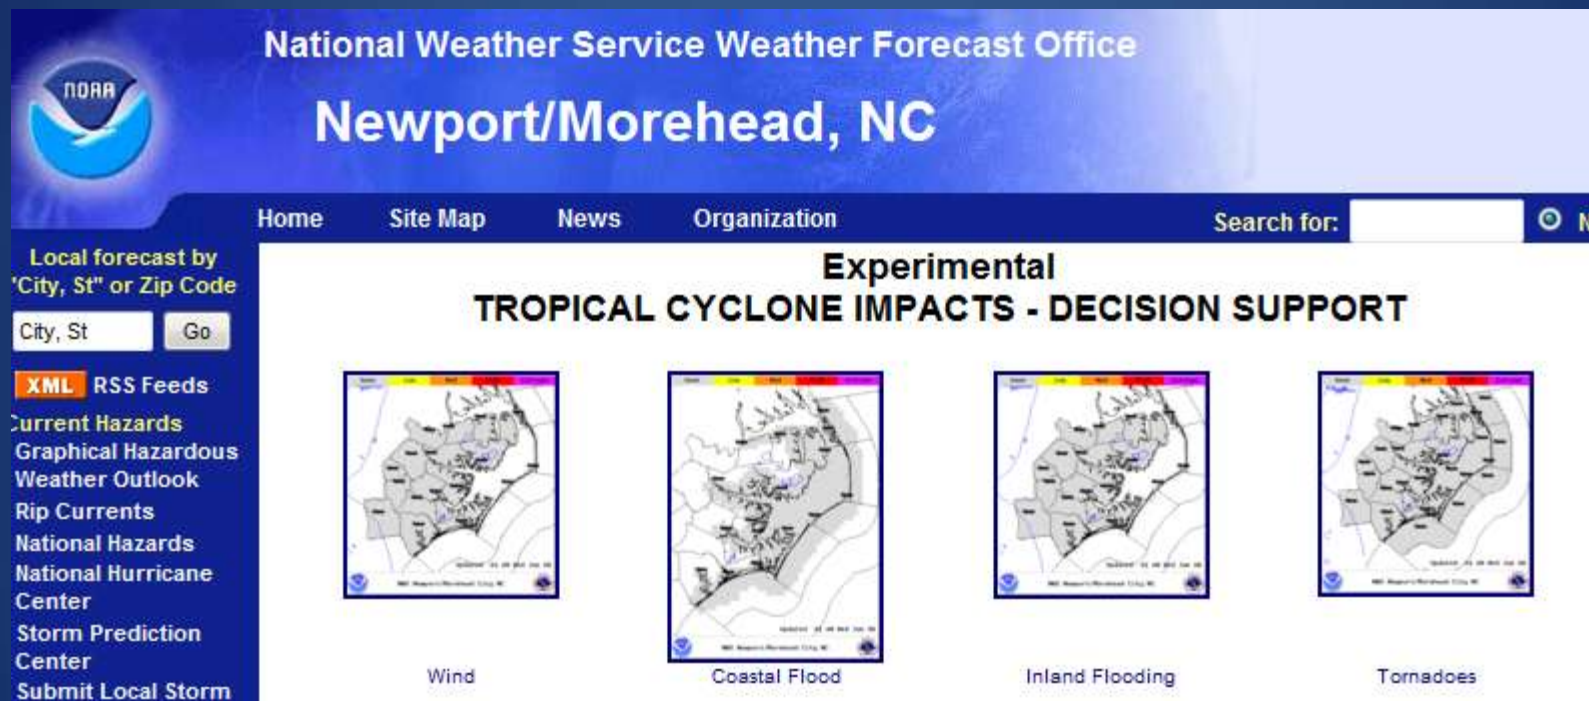 National Weather Service Weather Forecast Office
noaa
Newport/Morehead, NC
Home Site Map News Organization Search for:
Local forecast by
"City, St" or Zip Code
City, St Go
XML RSS Feeds
Current Hazards
Graphical Hazardous
Weather Outlook
Rip Currents
National Hazards
National Hurricane
Center
Storm Prediction
Center
Submit Local Storm
Experimental
TROPICAL CYCLONE IMPACTS - DECISION SUPPORT
Wind Coastal Flood Inland Flooding Tornadoes